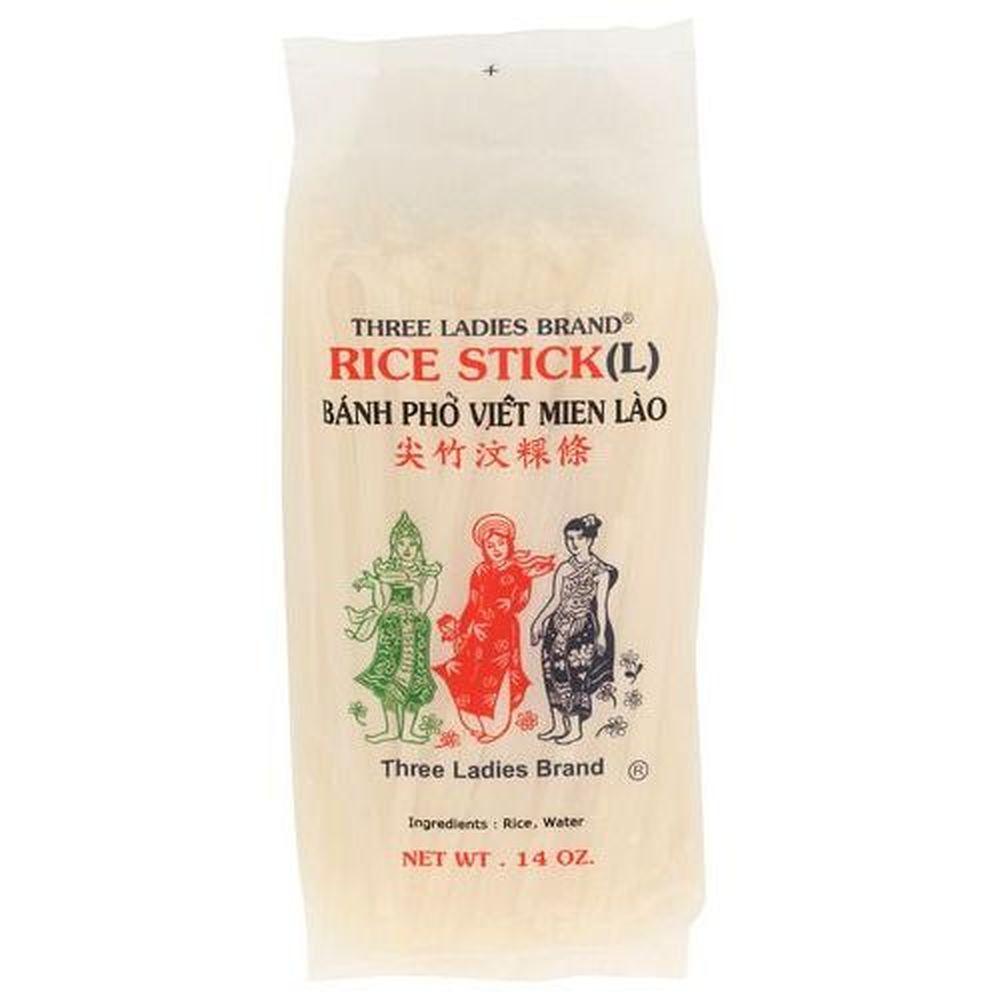 THREE LADIES BRAND®
RICE STICK(L)
BÁNH PHỞ VIỆT MIEN LÀO
尖竹汶粿條
Three Ladies Brand ®
Ingredients : Rice, Water
NET WT . 14 OZ.